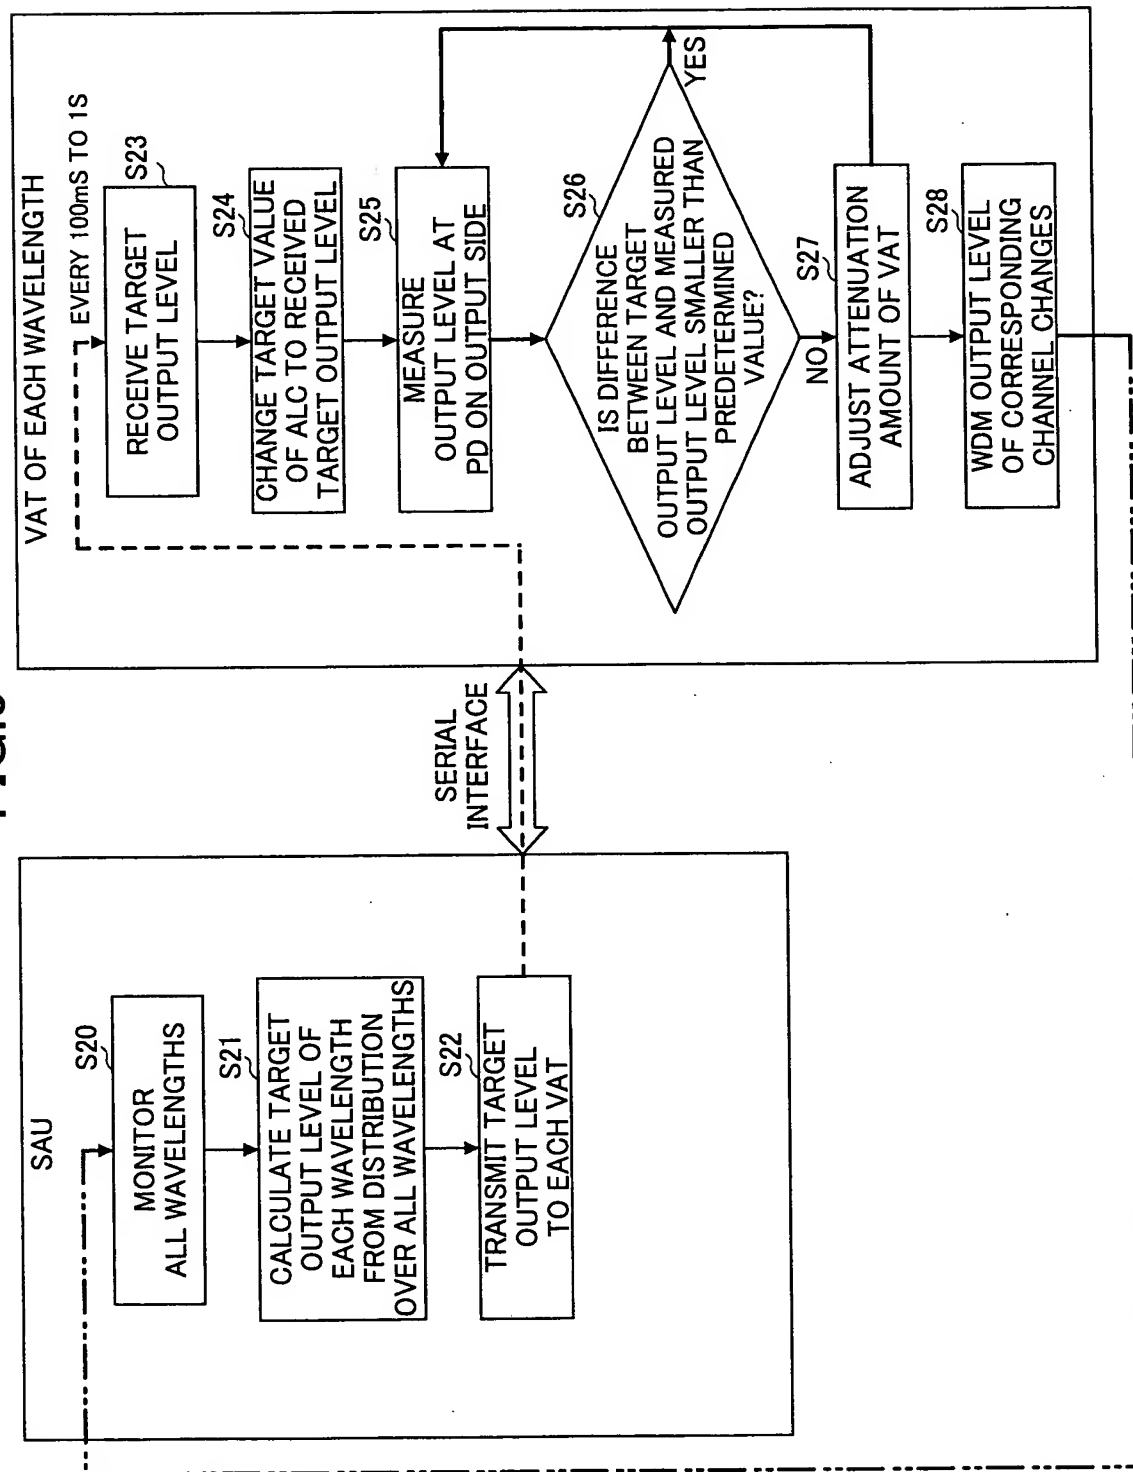 SAU
S20
MONITOR
ALL WAVELENGTHS
S21
CALCULATE TARGET
OUTPUT LEVEL OF
EACH WAVELENGTH
FROM DISTRIBUTION
OVER ALL WAVELENGTHS
S22
TRANSMIT TARGET
OUTPUT LEVEL
TO EACH VAT
SERIAL
INTERFACE
VAT OF EACH WAVELENGTH
EVERY 100mS TO 1S
S23
RECEIVE TARGET
OUTPUT LEVEL
S24
CHANGE TARGET VALUE
OF ALC TO RECEIVED
TARGET OUTPUT LEVEL
S25
MEASURE
OUTPUT LEVEL AT
PD ON OUTPUT SIDE
S26
IS DIFFERENCE
BETWEEN TARGET
OUTPUT LEVEL AND MEASURED
OUTPUT LEVEL SMALLER THAN
PREDETERMINED
VALUE?
YES
NO
S27
ADJUST ATTENUATION
AMOUNT OF VAT
S28
WDM OUTPUT LEVEL
OF CORRESPONDING
CHANNEL CHANGES